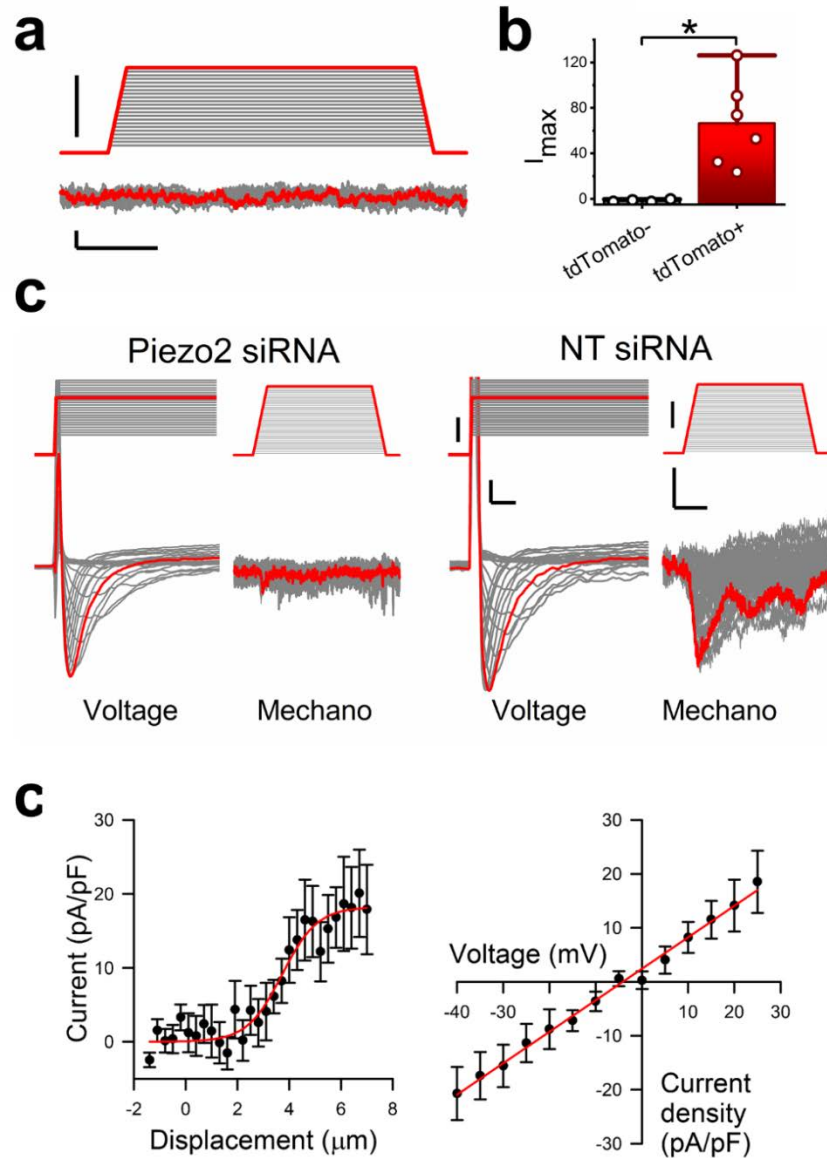 a
b
*
120
80
40
0
I_max
tdTomato-
tdTomato+
c
Piezo2 siRNA
NT siRNA
Voltage
Mechano
Voltage
Mechano
c
30
20
10
0
Current (pA/pF)
-2
0
2
4
6
8
Displacement (μm)
30
20
10
Voltage (mV)
-40
-30
-20
-10
10
20
30
-10
-20
-30
Current
density
(pA/pF)